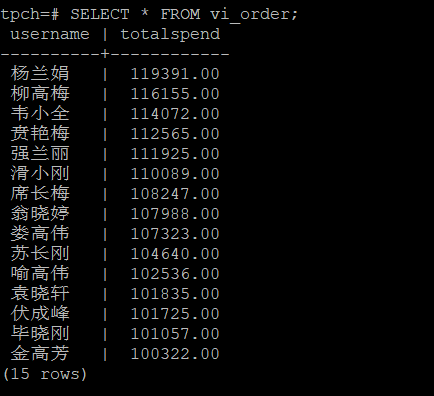 tpch=# SELECT * FROM vi_order;
 username | totalspend
----------+------------
 杨兰娟   |  119391.00
 柳高梅   |  116155.00
 韦小全   |  114072.00
 贲艳梅   |  112565.00
 强兰丽   |  111925.00
 滑小刚   |  110089.00
 席长梅   |  108247.00
 翁晓婷   |  107988.00
 娄高伟   |  107323.00
 苏长刚   |  104640.00
 喻高伟   |  102536.00
 袁晓轩   |  101835.00
 伏成峰   |  101725.00
 毕晓刚   |  101057.00
 金高芳   |  100322.00
(15 rows)